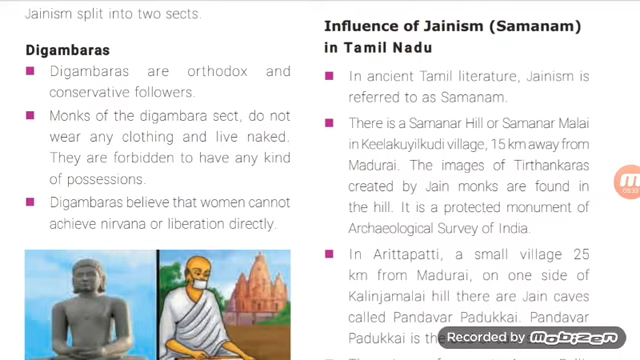 Jainism split into two sects.
Digambaras
■ Digambaras are orthodox and
conservative followers.
■ Monks of the digambara sect, do not
wear any clothing and live naked.
They are forbidden to have any kind
of possessions.
■ Digambaras believe that women cannot
achieve nirvana or liberation directly.
Influence of Jainism (Samanam)
in Tamil Nadu
■ In ancient Tamil literature, Jainism is
referred to as Samanam.
■ There is a Samanar Hill or Samanar Malai
in Keelakuyilkudi village, 15 km away from
Madurai. The images of Tirthankaras
created by Jain monks are found in
the hill. It is a protected monument of
Archaeological Survey of India.
■ In Arittapatti, a small village 25
km from Madurai, on one side of
Kalinjamalai hill there are Jain caves
called Pandavar Padukkai. Pandavar
Padukkai is the
Recorded by Mobizen